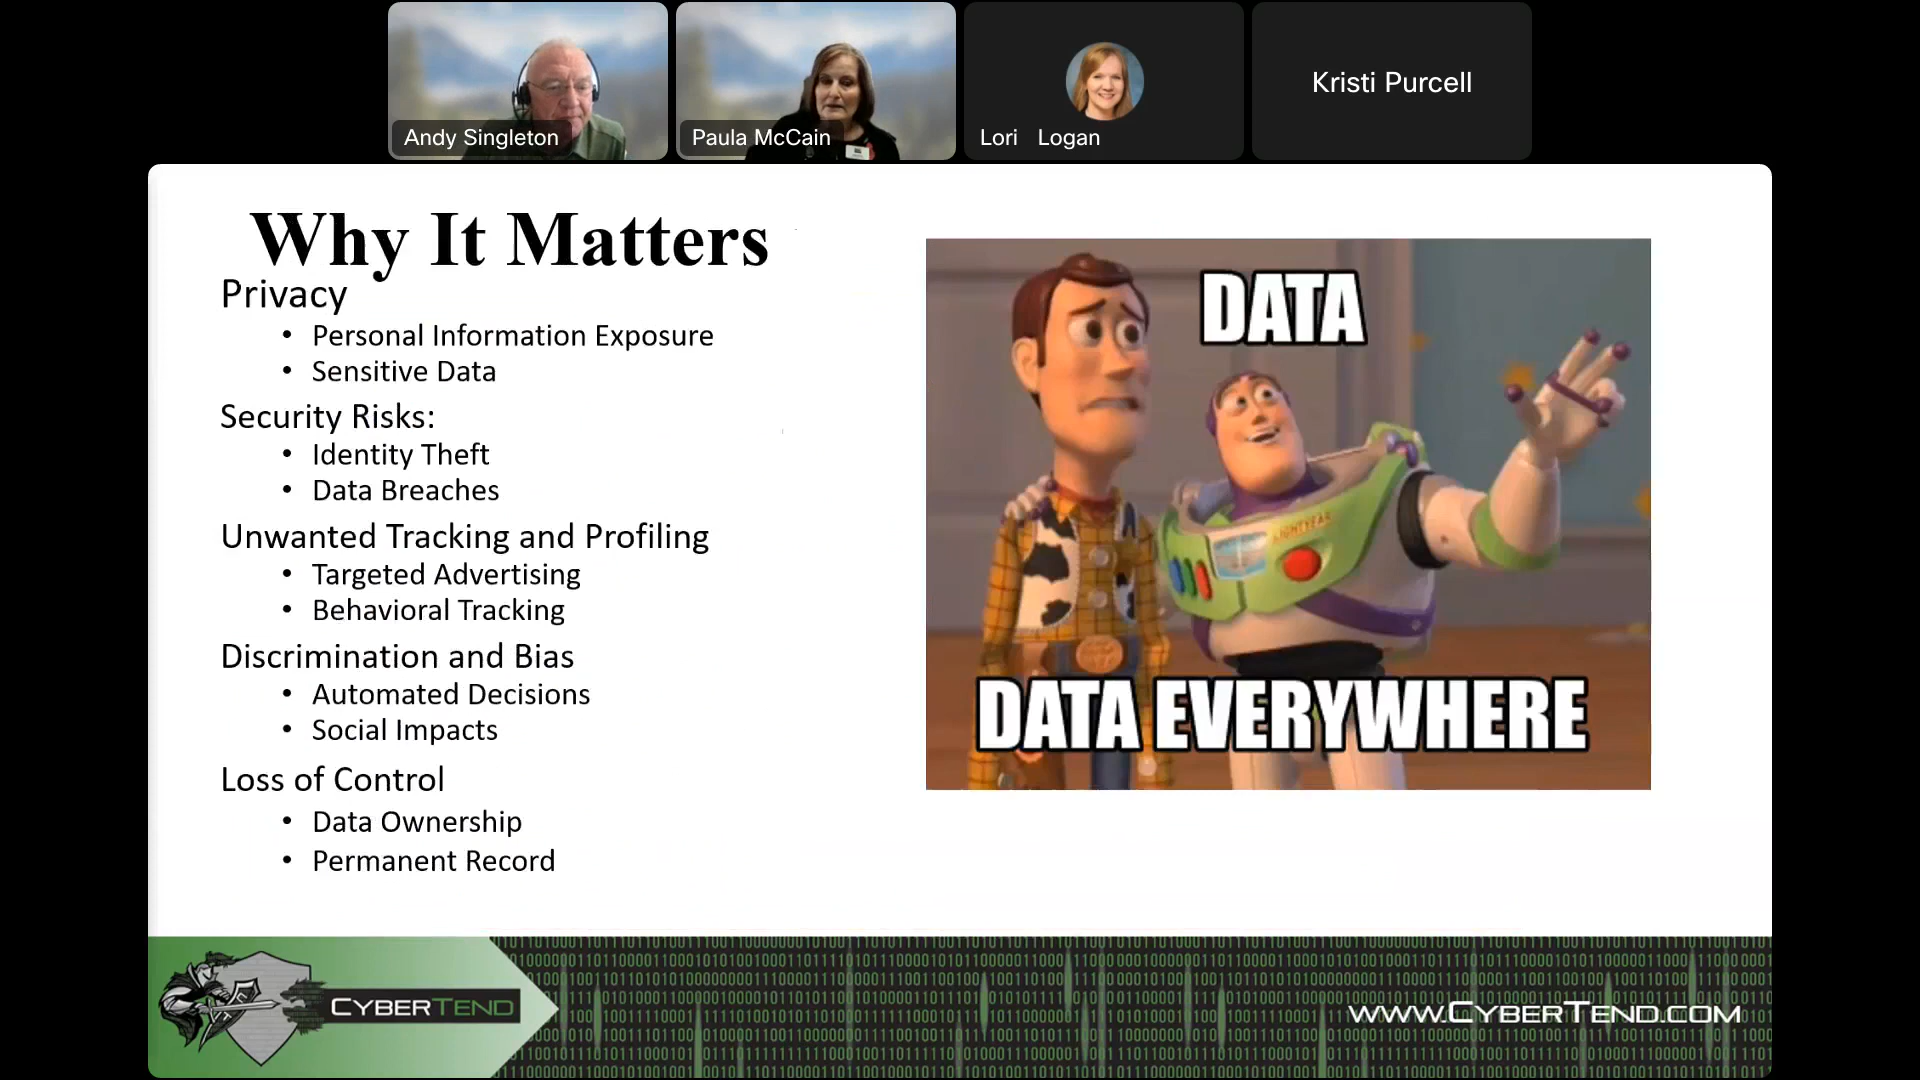 Andy Singleton
Paula McCain
Lori Logan
Kristi Purcell
Why It Matters
Privacy
• Personal Information Exposure
• Sensitive Data
Security Risks:
• Identity Theft
• Data Breaches
Unwanted Tracking and Profiling
• Targeted Advertising
• Behavioral Tracking
Discrimination and Bias
• Automated Decisions
• Social Impacts
Loss of Control
• Data Ownership
• Permanent Record
DATA
LIGHTYEAR
DATA EVERYWHERE
CYBERTEND
WWW.CYBERTEND.COM